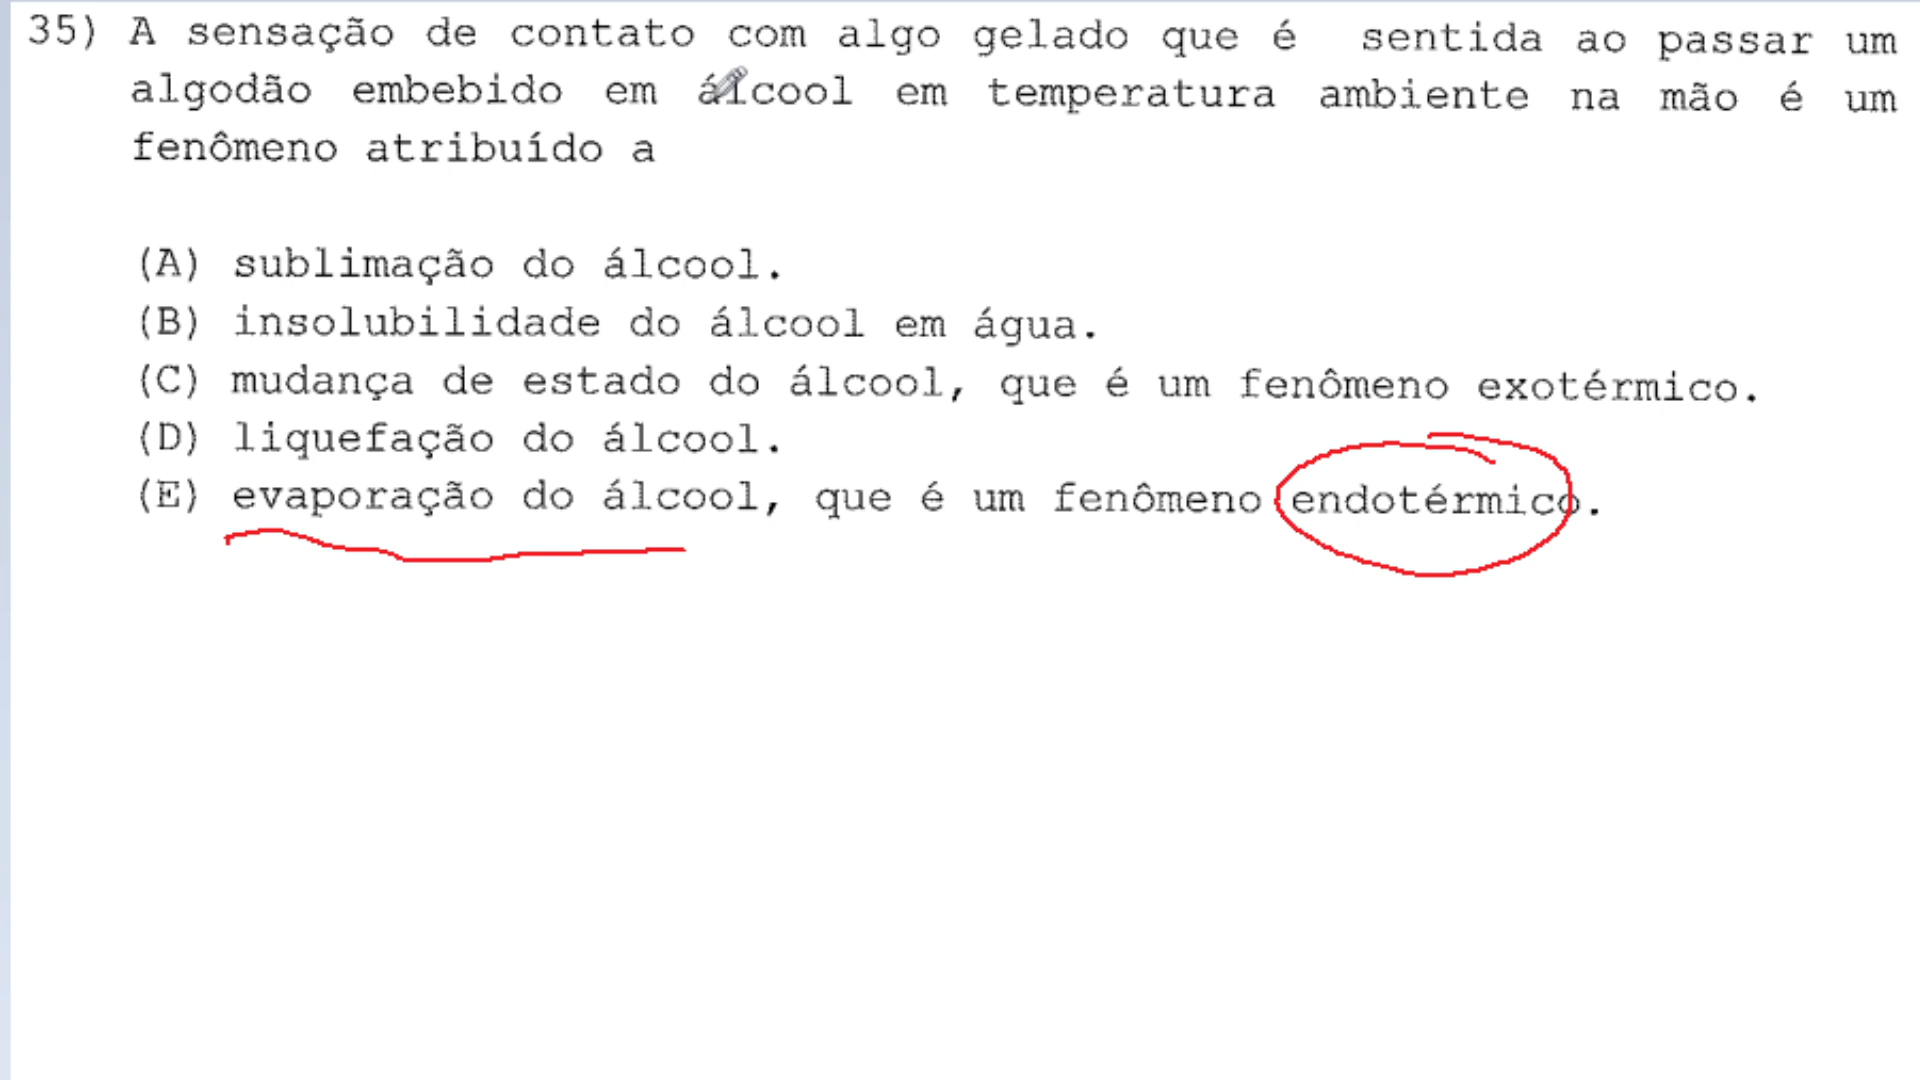 35) A sensação de contato com algo gelado que é sentida ao passar um
algodão embebido em álcool em temperatura ambiente na mão é um
fenômeno atribuído a
(A) sublimação do álcool.
(B) insolubilidade do álcool em água.
(C) mudança de estado do álcool, que é um fenômeno exotérmico.
(D) liquefação do álcool.
(E) evaporação do álcool, que é um fenômeno endotérmico.